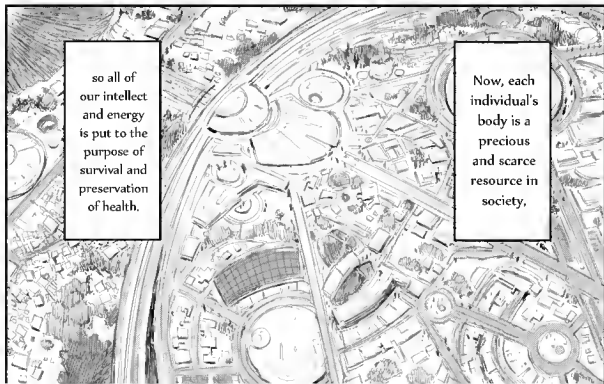 Now, each
individual's
body is a
precious
and scarce
resource in
society,
so all of
our intellect
and energy
is put to the
purpose of
survival and
preservation
of health.